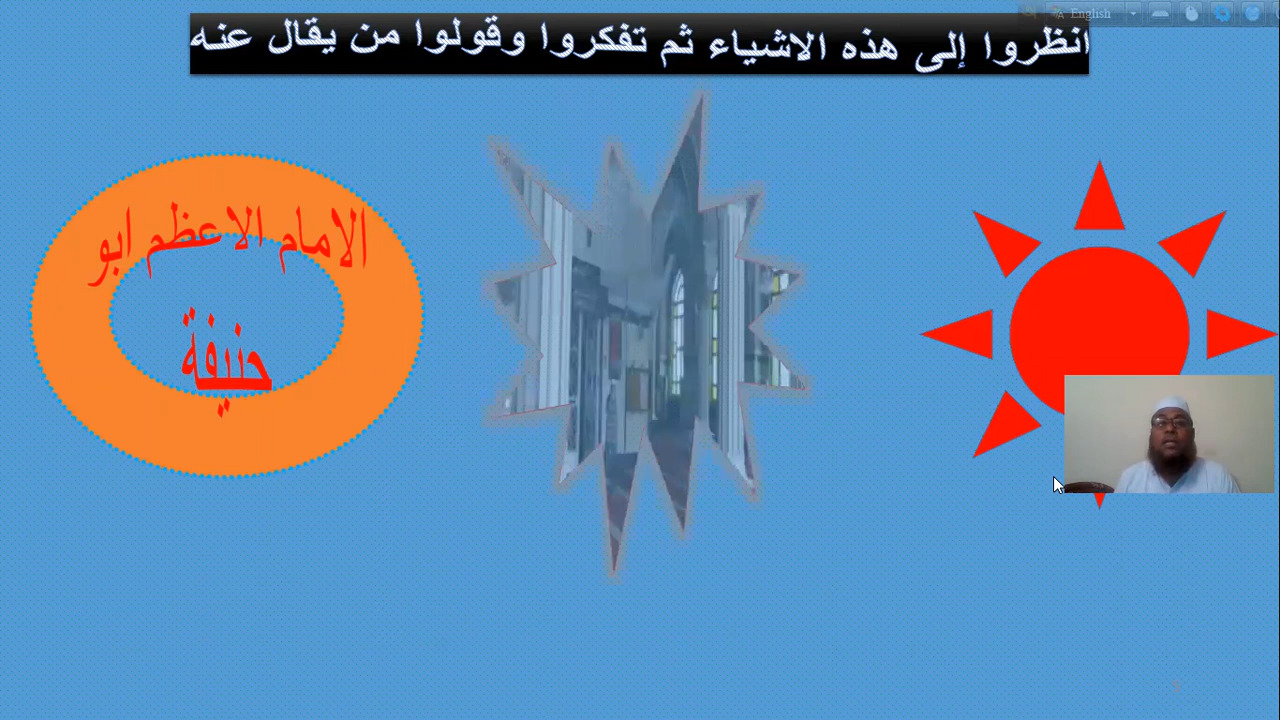 English
انظروا إلى هذه الاشياء ثم تفكروا وقولوا من يقال عنه
الامام الاعظم ابو
حنيفة